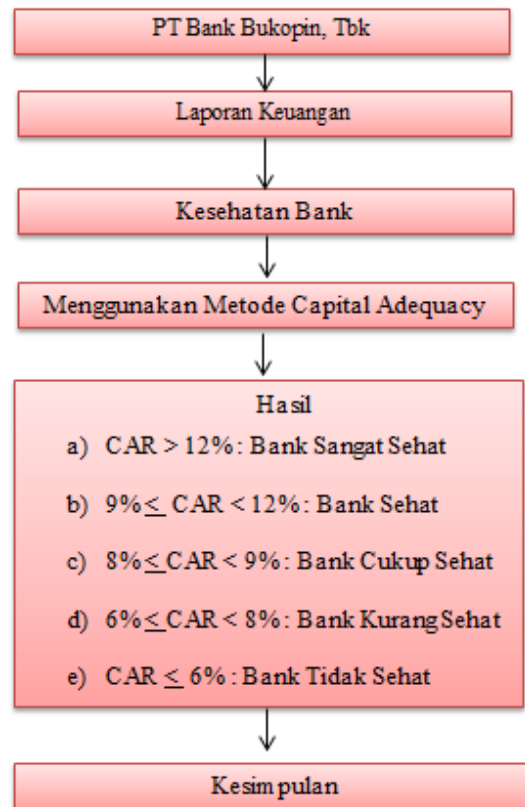 PT Bank Bukopin, Tbk
Laporan Keuangan
Kesehatan Bank
Menggunakan Metode Capital Adequacy
Hasil
a) CAR > 12% : Bank Sangat Sehat
b) 9% ≤ CAR < 12% : Bank Sehat
c) 8% ≤ CAR < 9% : Bank Cukup Sehat
d) 6% ≤ CAR < 8% : Bank Kurang Sehat
e) CAR ≤ 6% : Bank Tidak Sehat
Kesimpulan